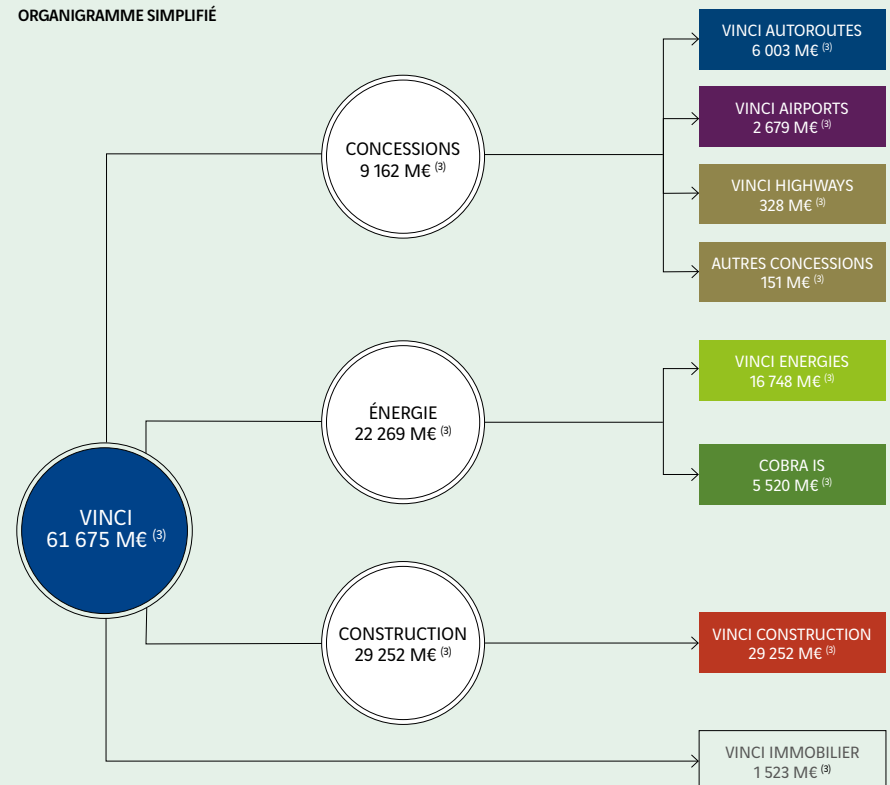 ORGANIGRAMME SIMPLIFIÉ
VINCI AUTOROUTES
6 003 M€ (3)
VINCI AIRPORTS
2 679 M€ (3)
CONCESSIONS
9 162 M€ (3)
VINCI HIGHWAYS
328 M€ (3)
AUTRES CONCESSIONS
151 M€ (3)
VINCI ENERGIES
16 748 M€ (3)
ÉNERGIE
22 269 M€ (3)
COBRA IS
5 520 M€ (3)
VINCI
61 675 M€ (3)
CONSTRUCTION
29 252 M€ (3)
VINCI CONSTRUCTION
29 252 M€ (3)
VINCI IMMOBILIER
1 523 M€ (3)